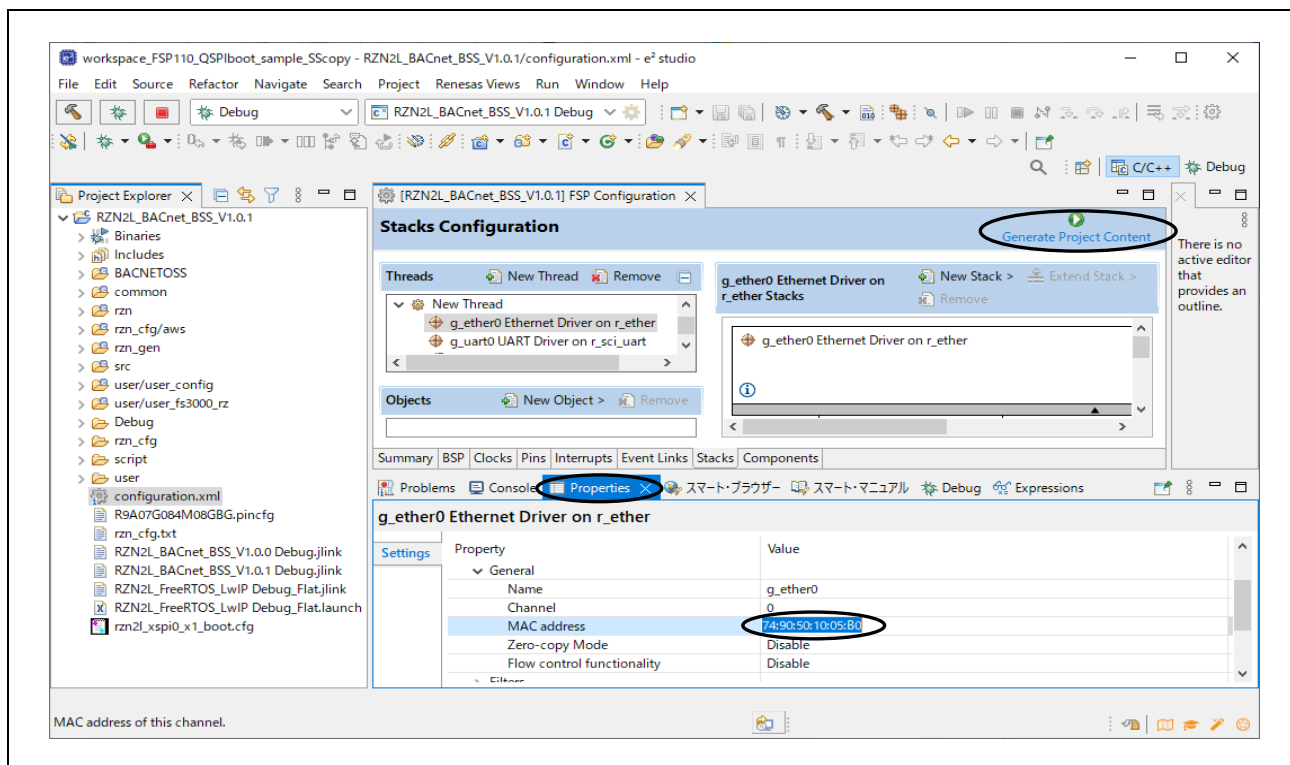 workspace_FSP110_QSPIboot_sample_SScopy - RZN2L_BACnet_BSS_V1.0.1/configuration.xml - e² studio
File Edit Source Refactor Navigate Search Project Renesas Views Run Window Help
Debug RZN2L_BACnet_BSS_V1.0.1 Debug
C/C++ Debug
Project Explorer
RZN2L_BACnet_BSS_V1.0.1
Binaries
Includes
BACNETOSS
common
rzn
rzn_cfg/aws
rzn_gen
src
user/user_config
user/user_fs3000_rz
Debug
rzn_cfg
script
user
configuration.xml
R9A07G084M08GBG.pincfg
rzn_cfg.txt
RZN2L_BACnet_BSS_V1.0.0 Debug.jlink
RZN2L_BACnet_BSS_V1.0.1 Debug.jlink
RZN2L_FreeRTOS_LwIP Debug_Flat.jlink
RZN2L_FreeRTOS_LwIP Debug_Flat.launch
rzn2l_xspi0_x1_boot.cfg
[RZN2L_BACnet_BSS_V1.0.1] FSP Configuration
Stacks Configuration
Generate Project Content
Threads New Thread Remove
New Thread
g_ether0 Ethernet Driver on r_ether
g_uart0 UART Driver on r_sci_uart
Objects New Object > Remove
g_ether0 Ethernet Driver on
r_ether Stacks
New Stack > Extend Stack >
Remove
g_ether0 Ethernet Driver on r_ether
Summary BSP Clocks Pins Interrupts Event Links Stacks Components
There is no
active editor
that
provides an
outline.
Problems Console Properties スマート・ブラウザー スマート・マニュアル Debug Expressions
g_ether0 Ethernet Driver on r_ether
Settings
Property Value
General
Name g_ether0
Channel 0
MAC address 74:90:50:10:05:B0
Zero-copy Mode Disable
Flow control functionality Disable
Filters
MAC address of this channel.